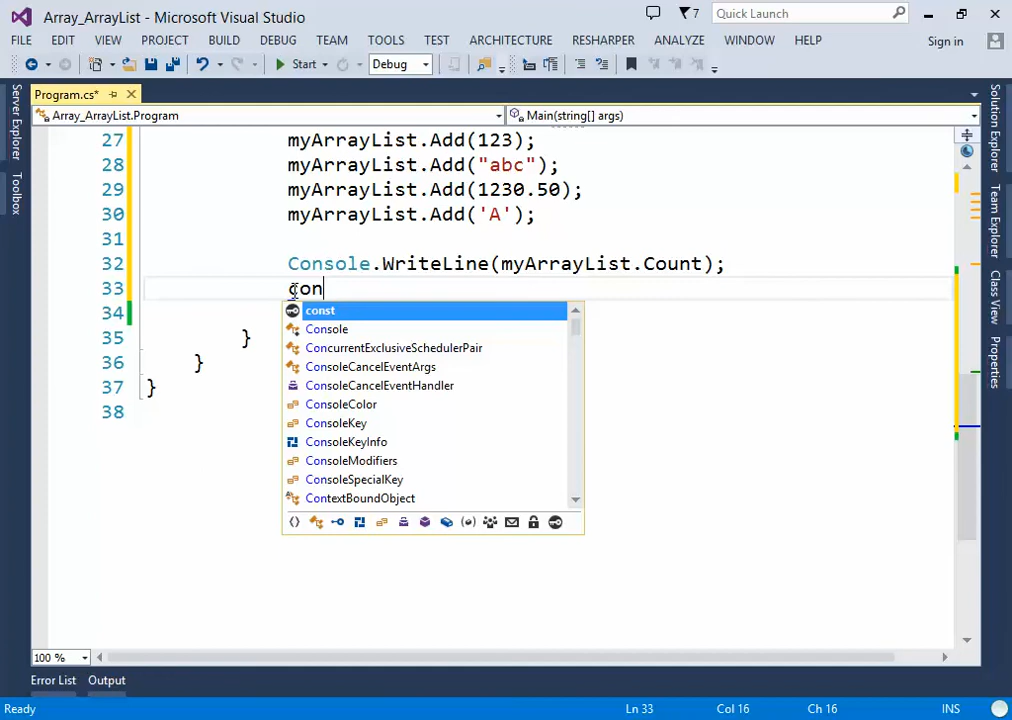 Array_ArrayList - Microsoft Visual Studio
7
Quick Launch
FILE EDIT VIEW PROJECT BUILD DEBUG TEAM TOOLS TEST ARCHITECTURE RESHARPER ANALYZE WINDOW HELP
Sign in
Start
Debug
Server Explorer
Toolbox
Program.cs*
Array_ArrayList.Program
Main(string[] args)
27 myArrayList.Add(123);
28 myArrayList.Add("abc");
29 myArrayList.Add(1230.50);
30 myArrayList.Add('A');
31
32 Console.WriteLine(myArrayList.Count);
33 con
34
35 }
36 }
37 }
38
const
Console
ConcurrentExclusiveSchedulerPair
ConsoleCancelEventArgs
ConsoleCancelEventHandler
ConsoleColor
ConsoleKey
ConsoleKeyInfo
ConsoleModifiers
ConsoleSpecialKey
ContextBoundObject
Solution Explorer
Team Explorer
Class View
Properties
100 %
Error List Output
Ready
Ln 33 Col 16 Ch 16 INS